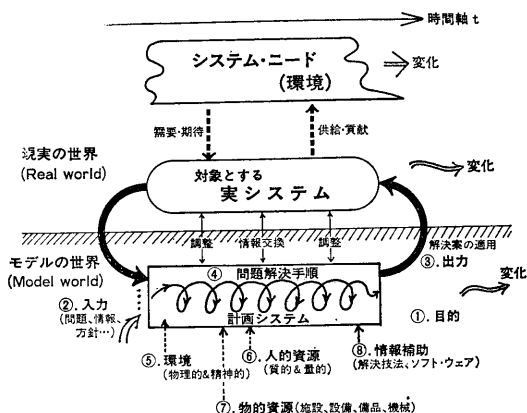 時間軸 t
システム・ニード
(環境)
変化
需要・期待
供給・貢献
現実の世界
(Real world)
対象とする
実システム
変化
調整
情報交換
調整
解決案の適用
モデルの世界
(Model world)
③.出力
④ 問題解決手順
変化
②.入力
(問題、情報、
方針…)
計画システム
①.目的
⑤.環境
(物理的&精神的)
⑥.人的資源
(質的&量的)
⑧.情報補助
(解決技法、ソフト・ウェア)
⑦.物的資源(施設、設備、備品、機械)